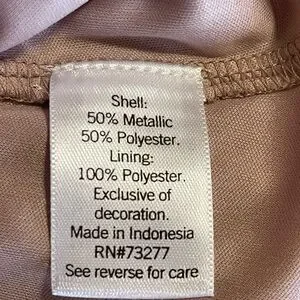 Shell:
50% Metallic
50% Polyester.
Lining:
100% Polyester.
Exclusive of
decoration.
Made in Indonesia
RN#73277
See reverse for care